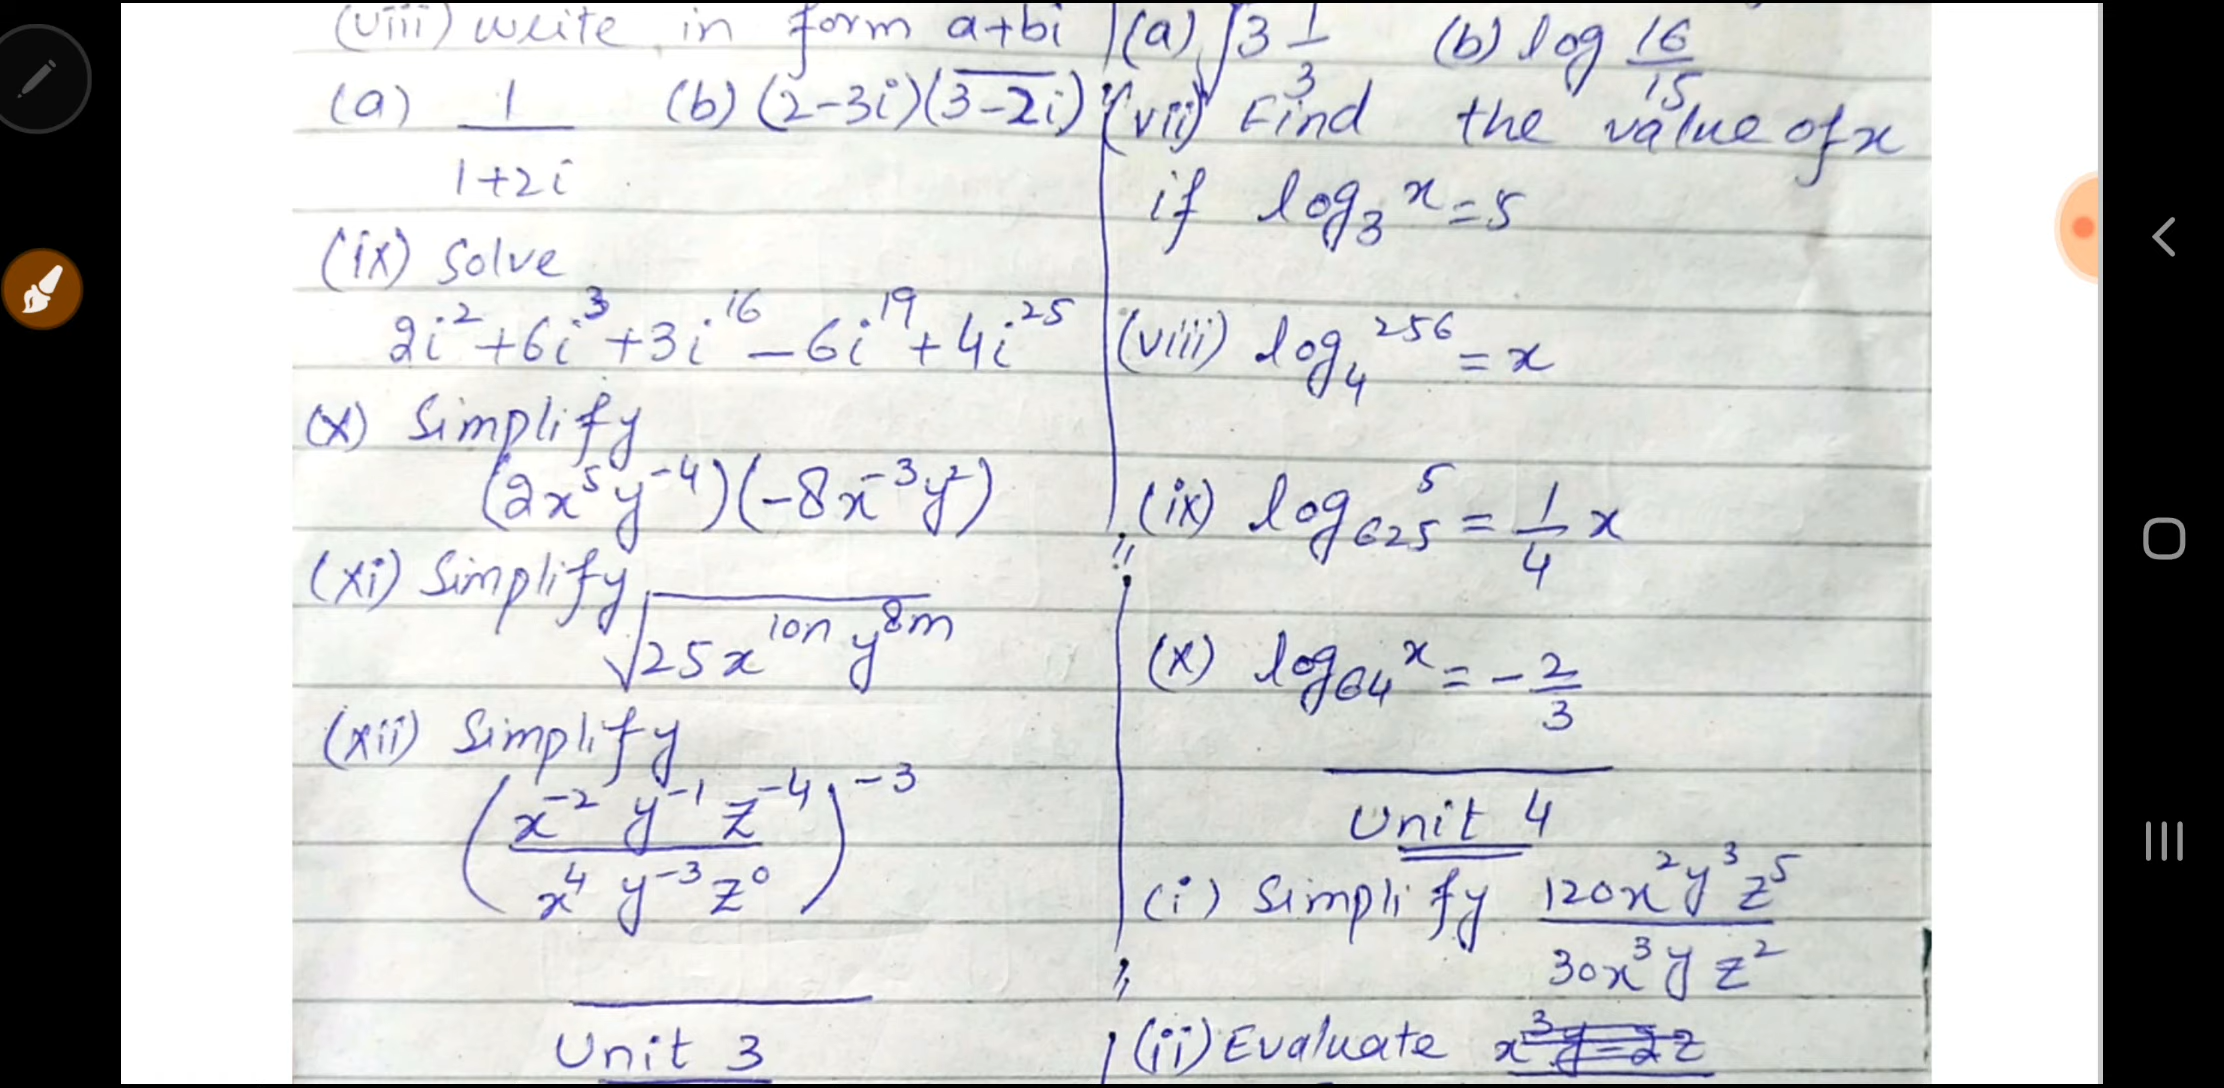 (viii) write in form a+bi
(a) 1/(1+2i) (b) (2-3i)(\overline{3-2i})
(ix) Solve
2i² + 6i³ + 3i¹⁶ - 6i¹⁹ + 4i²⁵
(x) Simplify
(2x⁵y⁻⁴)(-8x⁻³y²)
(xi) Simplify
√(25x¹⁰ⁿy⁸ᵐ)
(xii) Simplify
(x⁻² y⁻¹ z⁻⁴ / x⁴ y⁻³ z⁰)⁻³
Unit 3
(a) 3 1/3 (b) log 16/15
(vii) Find the value of x
if log₃ x = 5
(viii) log₄ 256 = x
(ix) log₆₂₅ 5 = 1/4 x
(x) log₆₄ x = -2/3
Unit 4
(i) Simplify 120x²y³z⁵ / 30x³yz²
(ii) Evaluate